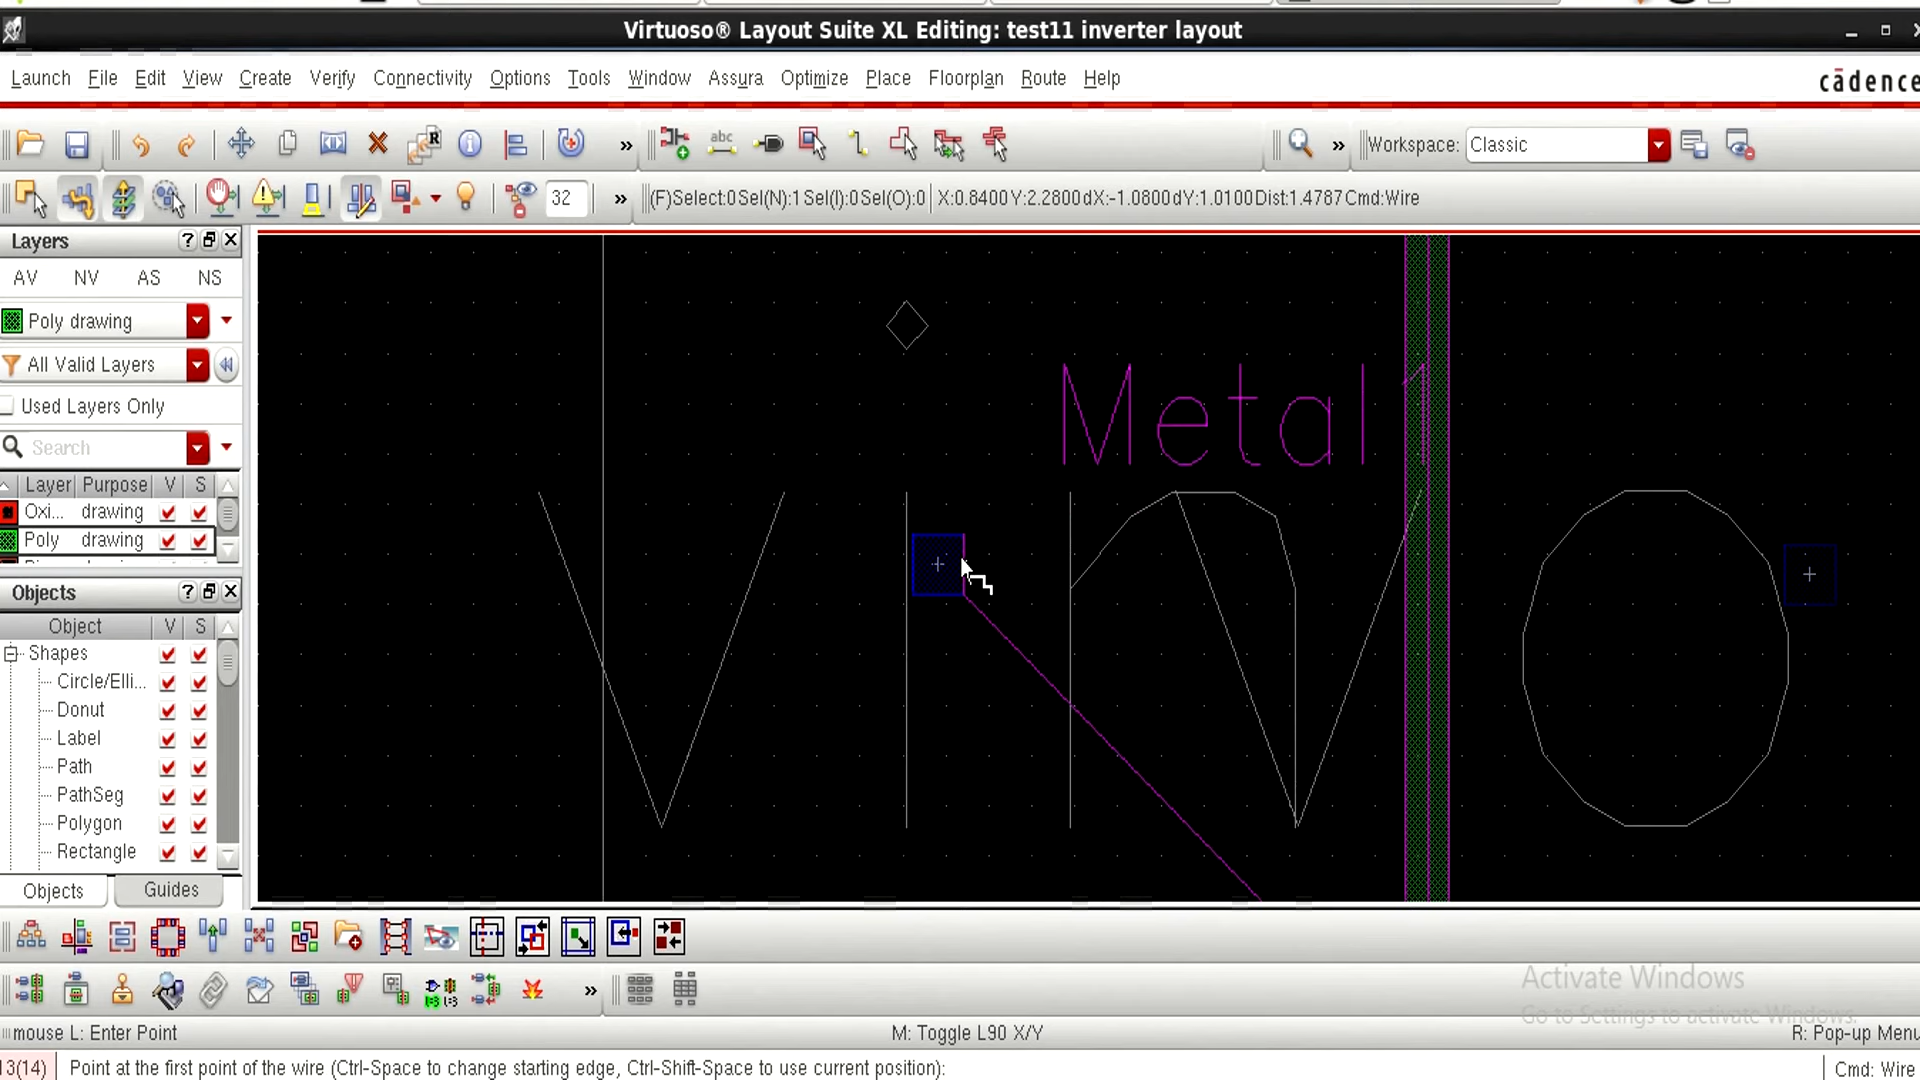 Virtuoso® Layout Suite XL Editing: test11 inverter layout
Launch File Edit View Create Verify Connectivity Options Tools Window Assura Optimize Place Floorplan Route Help
cādence
Workspace: Classic
32
(F)Select:0 Sel(N):1 Sel(I):0 Sel(O):0 X:0.8400 Y:2.2800 dX:-1.0800 dY:1.0100 Dist:1.4787 Cmd:Wire
Layers
AV NV AS NS
Poly drawing
All Valid Layers
Used Layers Only
Search
Layer Purpose V S
Oxi... drawing
Poly drawing
Objects
Object V S
Shapes
Circle/Elli...
Donut
Label
Path
PathSeg
Polygon
Rectangle
Objects Guides
Metal1
Activate Windows
Go to Settings to activate Windows.
mouse L: Enter Point M: Toggle L90 X/Y R: Pop-up Menu
13(14) Point at the first point of the wire (Ctrl-Space to change starting edge, Ctrl-Shift-Space to use current position): Cmd: Wire